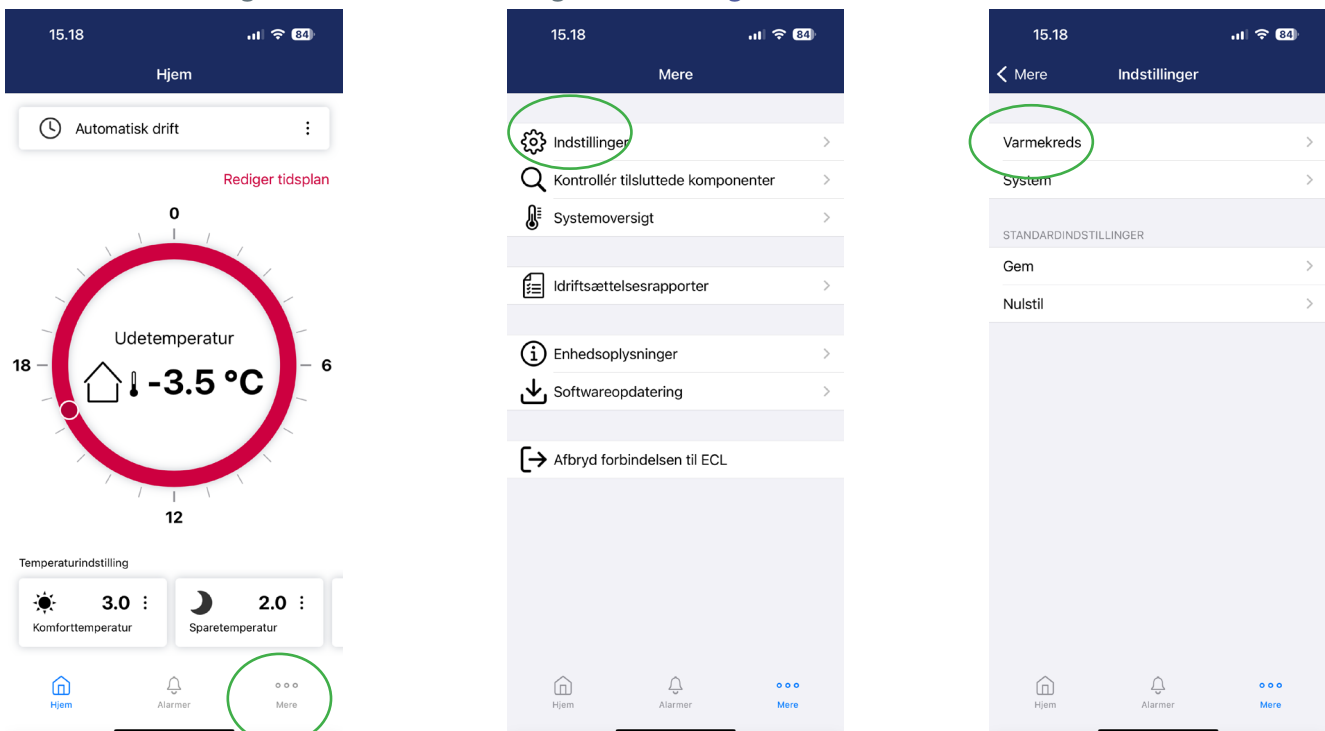 15.18
84
Hjem
Automatisk drift
Rediger tidsplan
0
Udetemperatur
-3.5 °C
18
6
12
Temperaturindstilling
3.0
Komforttemperatur
2.0
Sparetemperatur
Hjem
Alarmer
Mere
15.18
84
Mere
Indstillinger
Kontrollér tilsluttede komponenter
Systemoversigt
Idriftsættelsesrapporter
Enhedsoplysninger
Softwareopdatering
Afbryd forbindelsen til ECL
Hjem
Alarmer
Mere
15.18
84
Mere
Indstillinger
Varmekreds
System
STANDARDINDSTILLINGER
Gem
Nulstil
Hjem
Alarmer
Mere